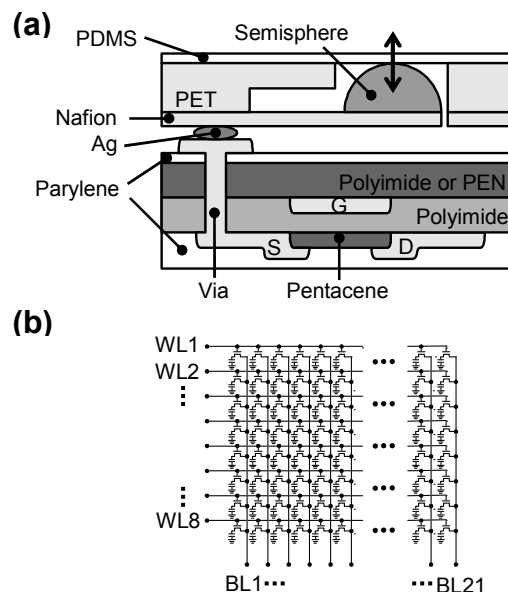 (a)
Semisphere
PDMS
PET
Nafion
Ag
Parylene
Polyimide or PEN
G
Polyimide
S
D
Via
Pentacene
(b)
WL1
WL2
WL8
BL1
BL21